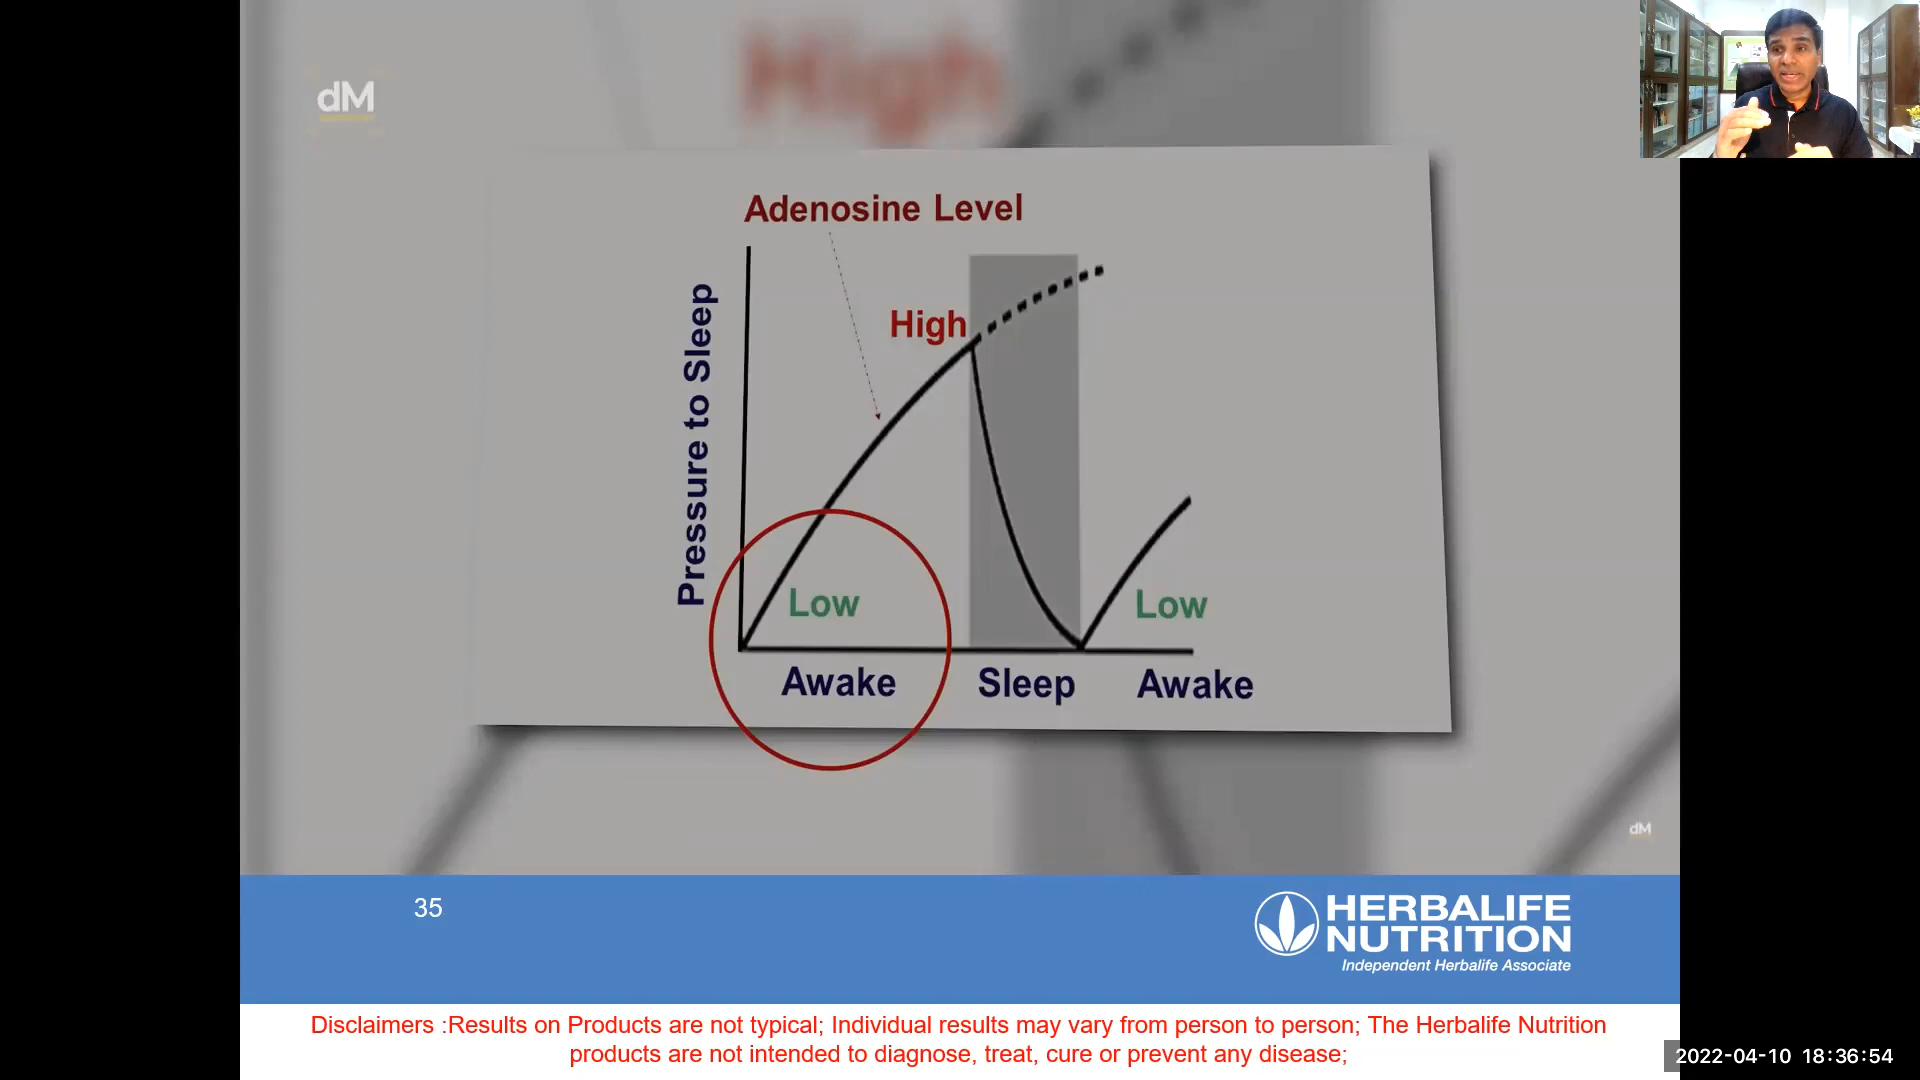 High
dM
Adenosine Level
Pressure to Sleep
High
Low
Low
Awake
Sleep
Awake
dM
35
HERBALIFE
NUTRITION
Independent Herbalife Associate
Disclaimers :Results on Products are not typical; Individual results may vary from person to person; The Herbalife Nutrition
products are not intended to diagnose, treat, cure or prevent any disease;
2022-04-10 18:36:54